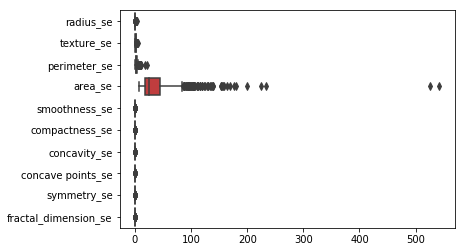 radius_se
texture_se
perimeter_se
area_se
smoothness_se
compactness_se
concavity_se
concave points_se
symmetry_se
fractal_dimension_se
0 100 200 300 400 500